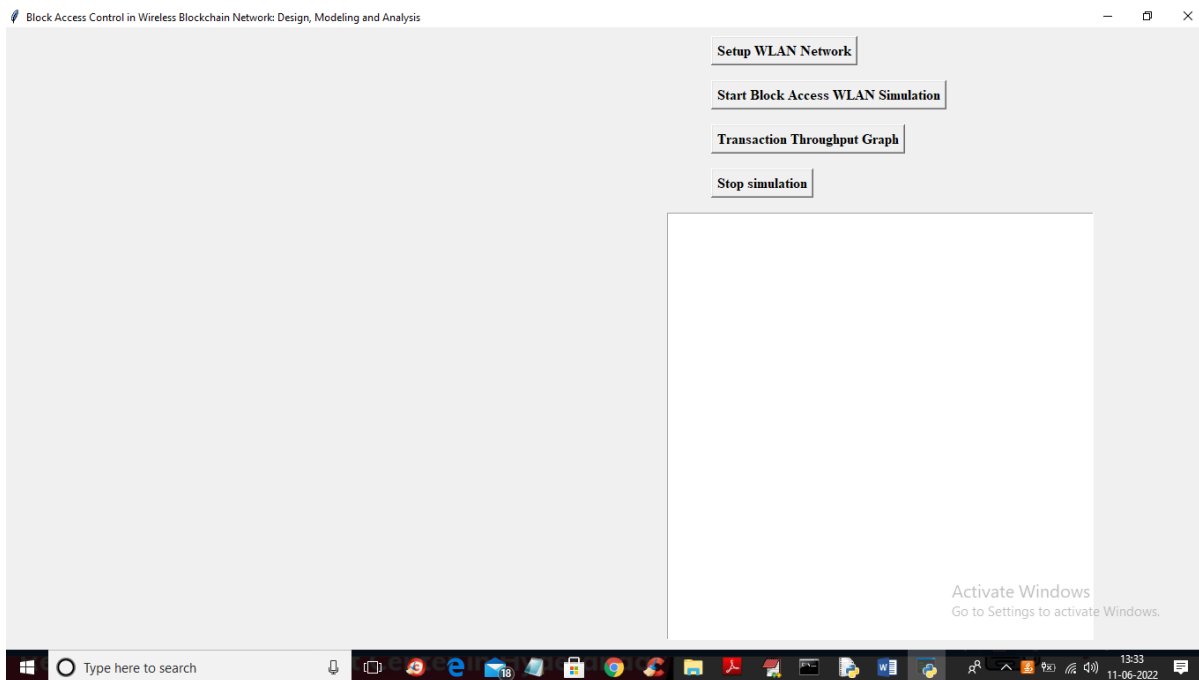 Block Access Control in Wireless Blockchain Network: Design, Modeling and Analysis
Setup WLAN Network
Start Block Access WLAN Simulation
Transaction Throughput Graph
Stop simulation
Activate Windows
Go to Settings to activate Windows.
Type here to search
18
13:33
11-06-2022